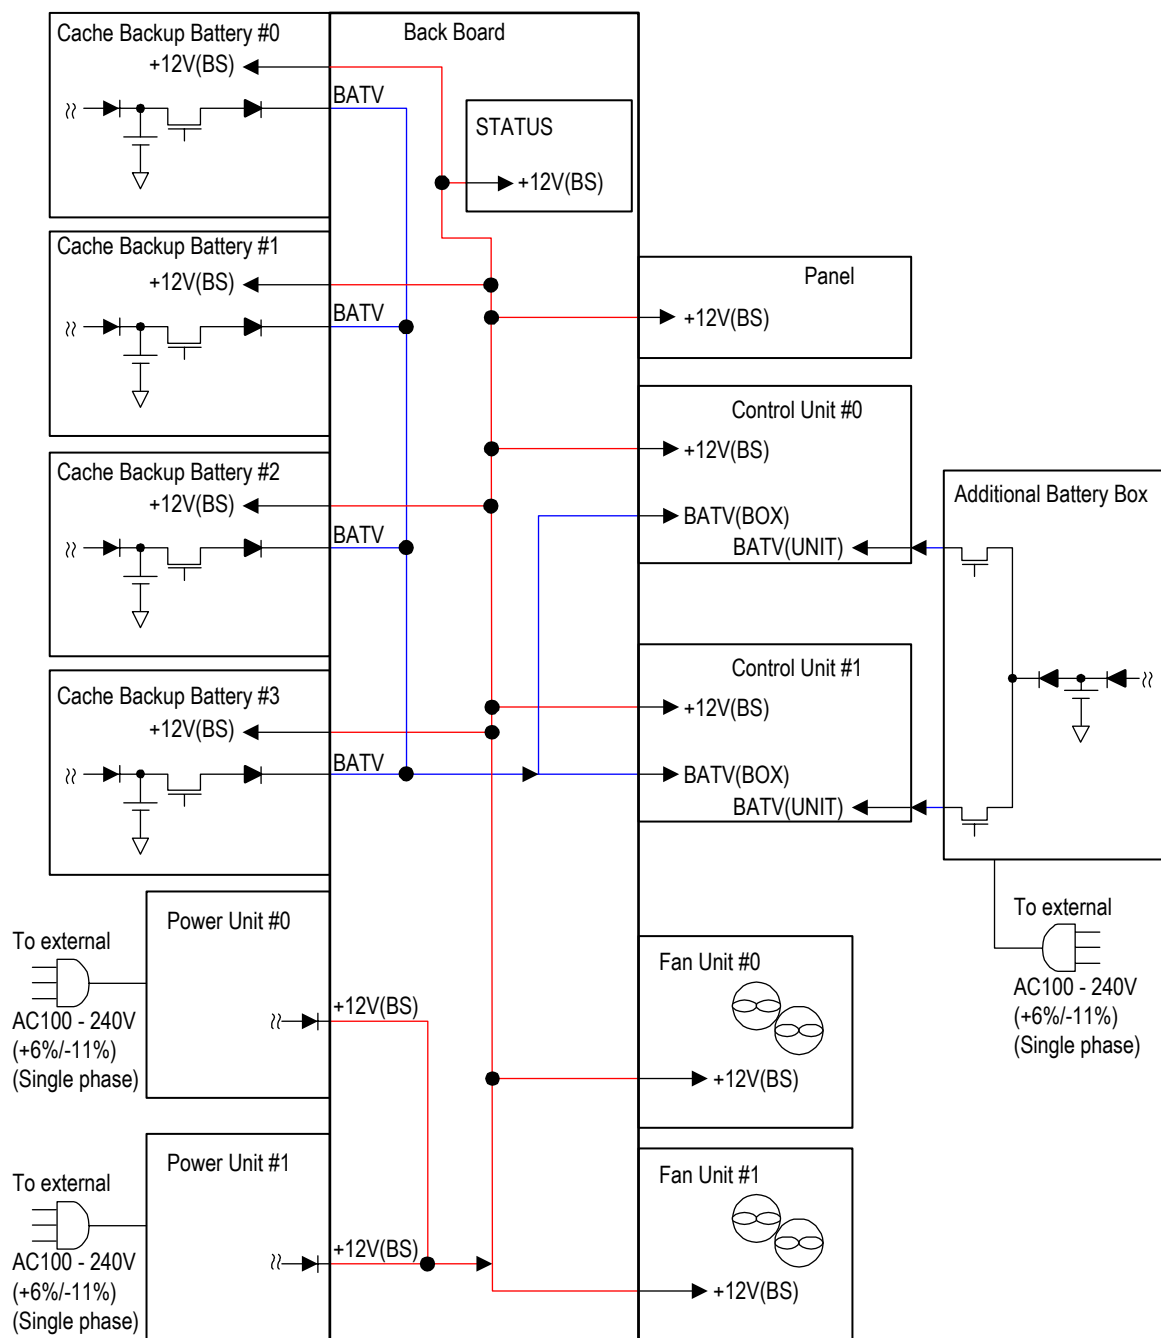 Cache Backup Battery #0
+12V(BS)
BATV
Back Board
STATUS
+12V(BS)
Cache Backup Battery #1
+12V(BS)
BATV
Panel
+12V(BS)
Control Unit #0
+12V(BS)
BATV(BOX)
BATV(UNIT)
Cache Backup Battery #2
+12V(BS)
BATV
Additional Battery Box
Control Unit #1
+12V(BS)
BATV(BOX)
BATV(UNIT)
Cache Backup Battery #3
+12V(BS)
BATV
Power Unit #0
To external
AC100 - 240V
(+6%/-11%)
(Single phase)
+12V(BS)
Fan Unit #0
+12V(BS)
To external
AC100 - 240V
(+6%/-11%)
(Single phase)
Power Unit #1
To external
AC100 - 240V
(+6%/-11%)
(Single phase)
+12V(BS)
Fan Unit #1
+12V(BS)